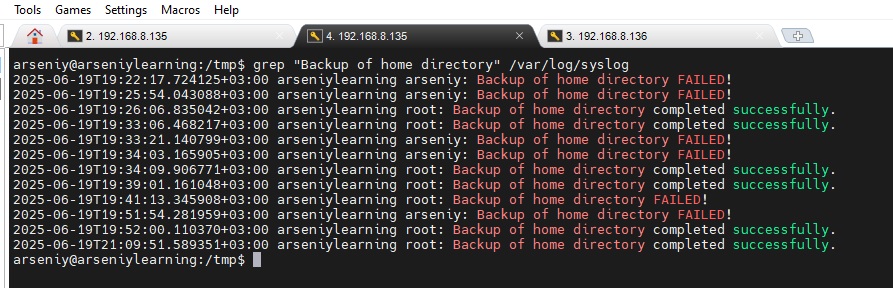 Tools Games Settings Macros Help
2. 192.168.8.135 4. 192.168.8.135 3. 192.168.8.136
arseniy@arseniylearning:/tmp$ grep "Backup of home directory" /var/log/syslog
2025-06-19T19:22:17.724125+03:00 arseniylearning arseniy: Backup of home directory FAILED!
2025-06-19T19:25:54.043088+03:00 arseniylearning arseniy: Backup of home directory FAILED!
2025-06-19T19:26:06.835042+03:00 arseniylearning root: Backup of home directory completed successfully.
2025-06-19T19:33:06.468217+03:00 arseniylearning root: Backup of home directory completed successfully.
2025-06-19T19:33:21.140799+03:00 arseniylearning arseniy: Backup of home directory FAILED!
2025-06-19T19:34:03.165905+03:00 arseniylearning arseniy: Backup of home directory FAILED!
2025-06-19T19:34:09.906771+03:00 arseniylearning root: Backup of home directory completed successfully.
2025-06-19T19:39:01.161048+03:00 arseniylearning root: Backup of home directory completed successfully.
2025-06-19T19:41:13.345908+03:00 arseniylearning root: Backup of home directory FAILED!
2025-06-19T19:51:54.281959+03:00 arseniylearning arseniy: Backup of home directory FAILED!
2025-06-19T19:52:00.110370+03:00 arseniylearning root: Backup of home directory completed successfully.
2025-06-19T21:09:51.589351+03:00 arseniylearning root: Backup of home directory completed successfully.
arseniy@arseniylearning:/tmp$